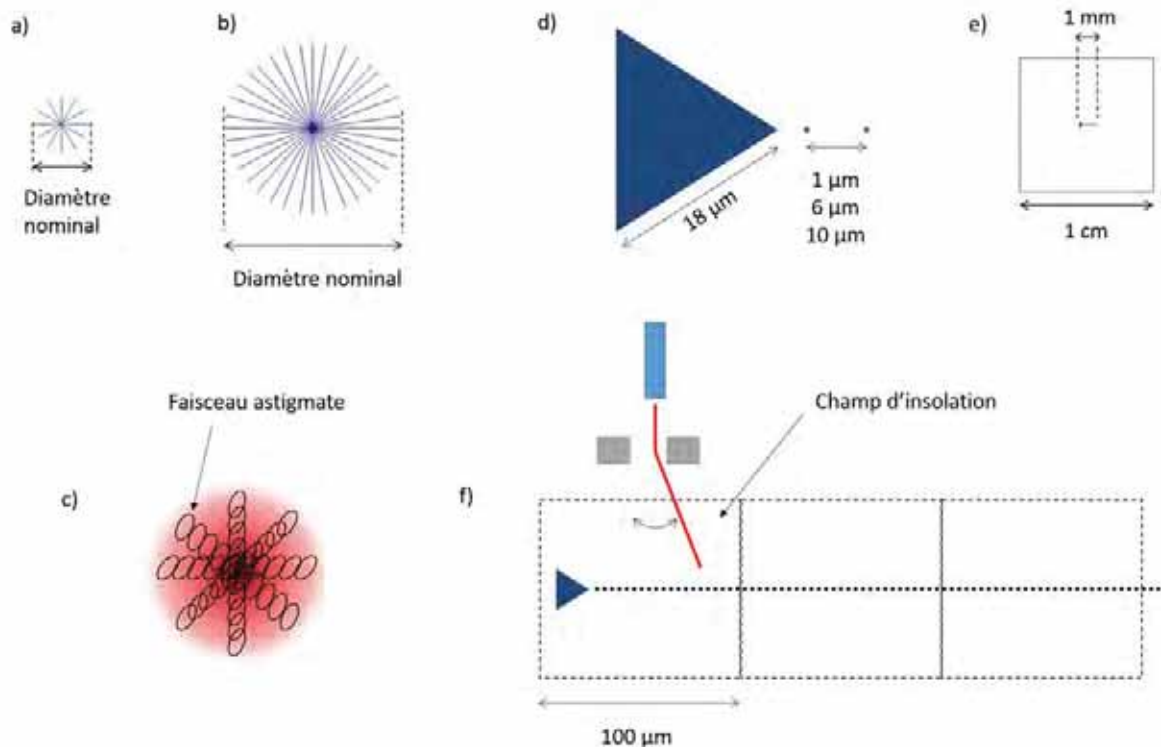 a)
Diamètre
nominal
b)
Diamètre nominal
d)
18 µm
1 µm
6 µm
10 µm
e)
1 mm
1 cm
c)
Faisceau astigmate
f)
Champ d'insolation
100 µm